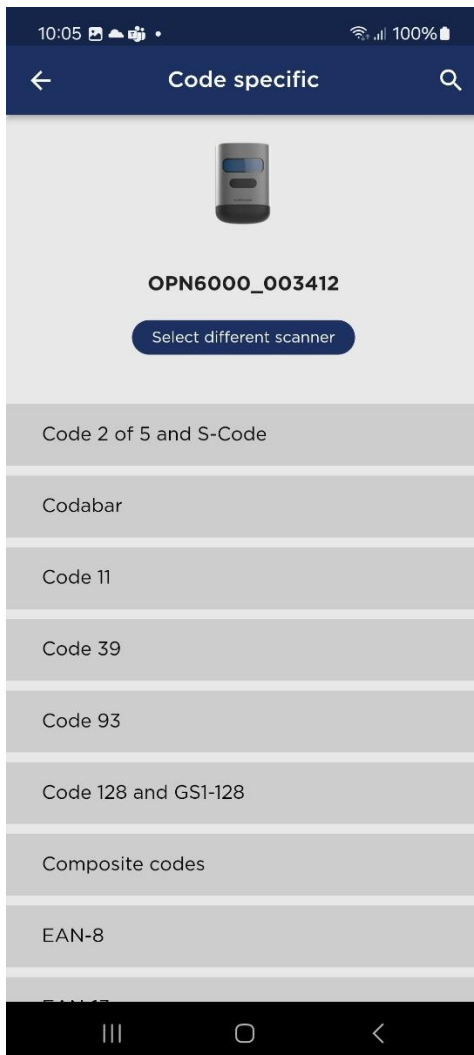 10:05
100%
Code specific
OPN6000_003412
Select different scanner
Code 2 of 5 and S-Code
Codabar
Code 11
Code 39
Code 93
Code 128 and GS1-128
Composite codes
EAN-8